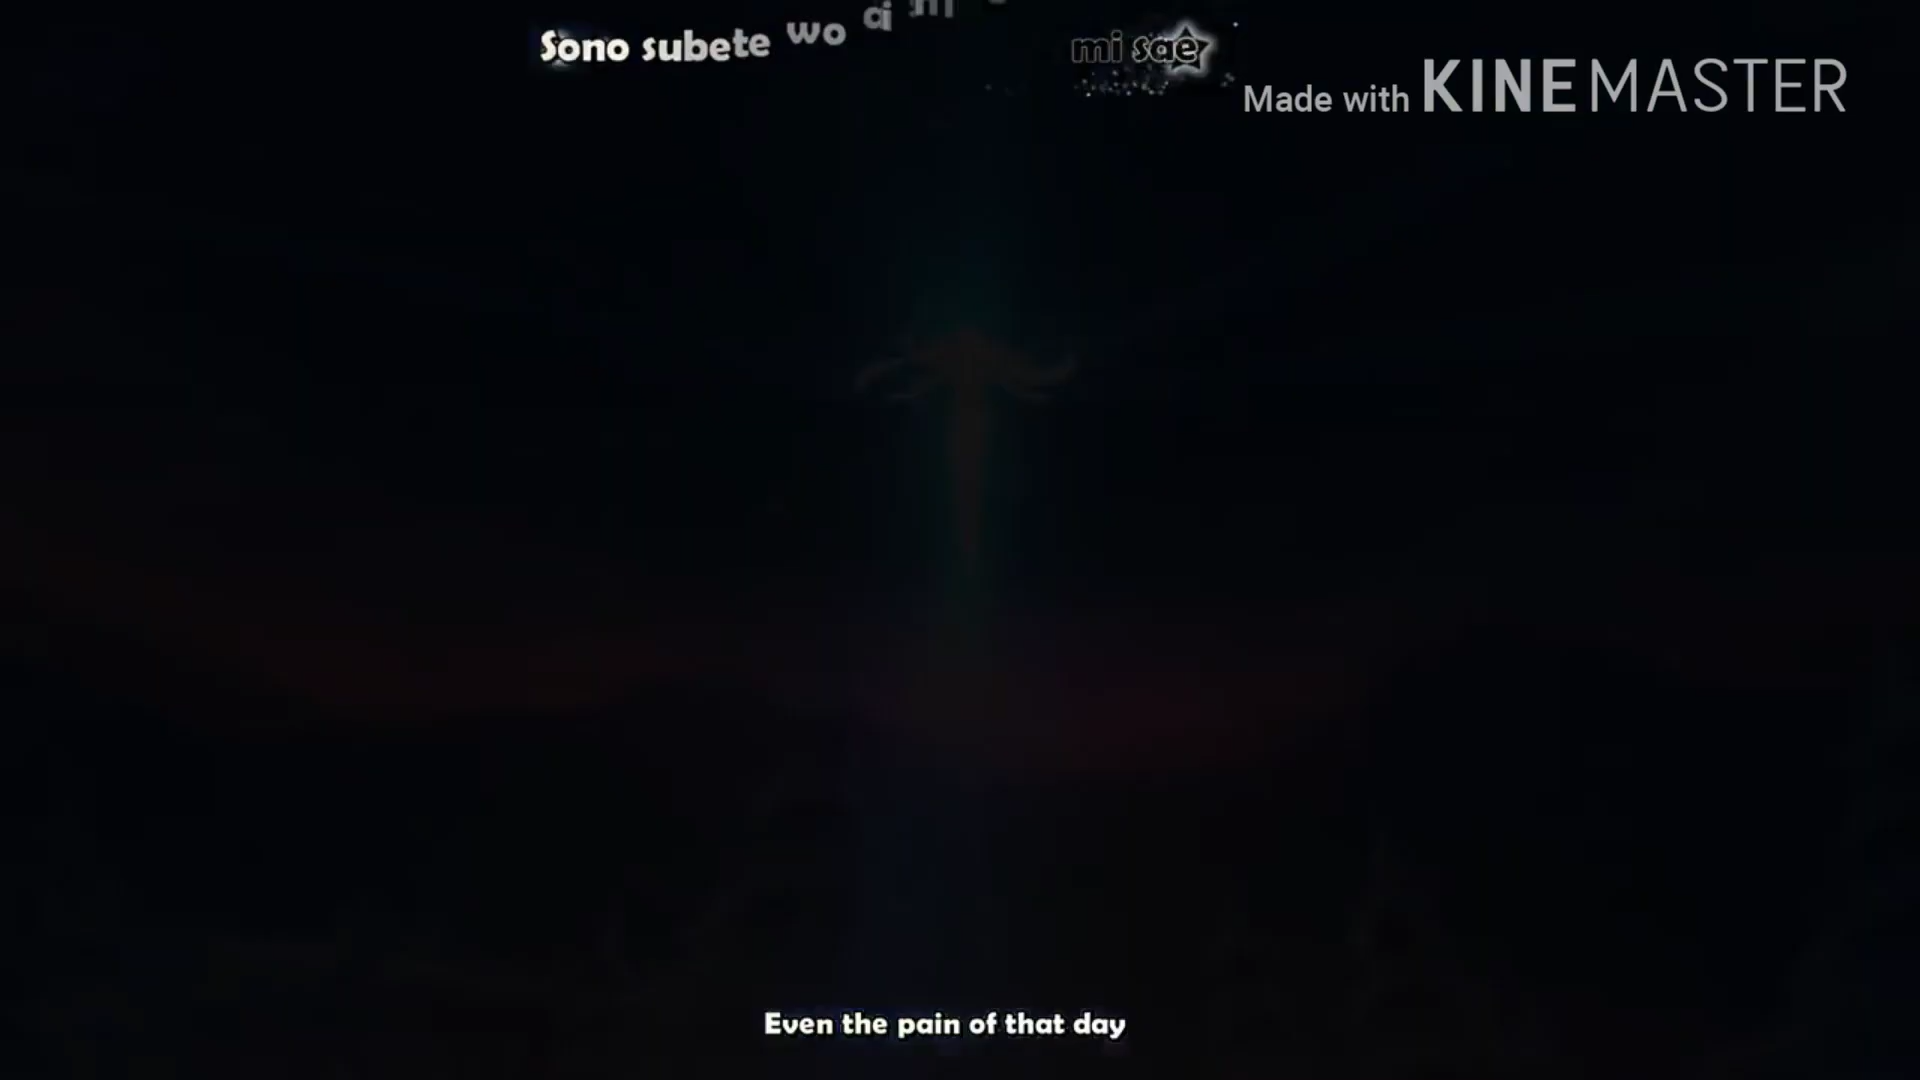 Sono subete wo ai
mi sae
Made with KINEMASTER
Even the pain of that day